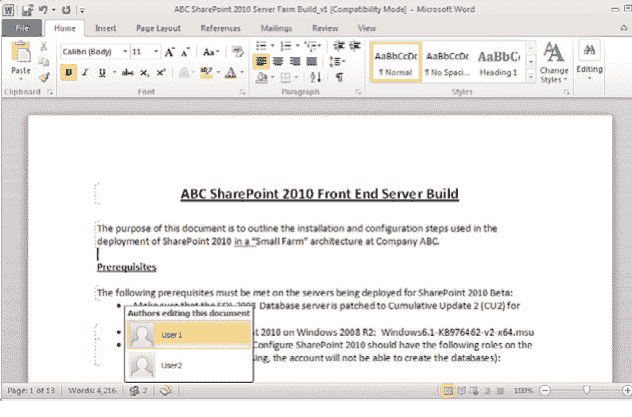 ABC SharePoint 2010 Server Farm Build_v1 [Compatibility Mode] - Microsoft Word
File Home Insert Page Layout References Mailings Review View
Calibri (Body) 11
Paste
B I U abc x₂ x² A
AaBbCcDc AaBbCcDc AaBbCc
¶ Normal ¶ No Spaci... Heading 1
Change Styles
Editing
Clipboard Font Paragraph Styles
ABC SharePoint 2010 Front End Server Build
The purpose of this document is to outline the installation and configuration steps used in the
deployment of SharePoint 2010 in a "Small Farm" architecture at Company ABC.
Prerequisites
The following prerequisites must be met on the servers being deployed for SharePoint 2010 Beta:
Make sure that the SQL 2008 Database server is patched to Cumulative Update 2 (CU2) for
Authors editing this document
User1
User2
t 2010 on Windows 2008 R2: Windows6.1-KB976462-v2-x64.msu
Configure SharePoint 2010 should have the following roles on the
sing, the account will not be able to create the databases):
Page: 1 of 13 Words: 4,216 2 100%